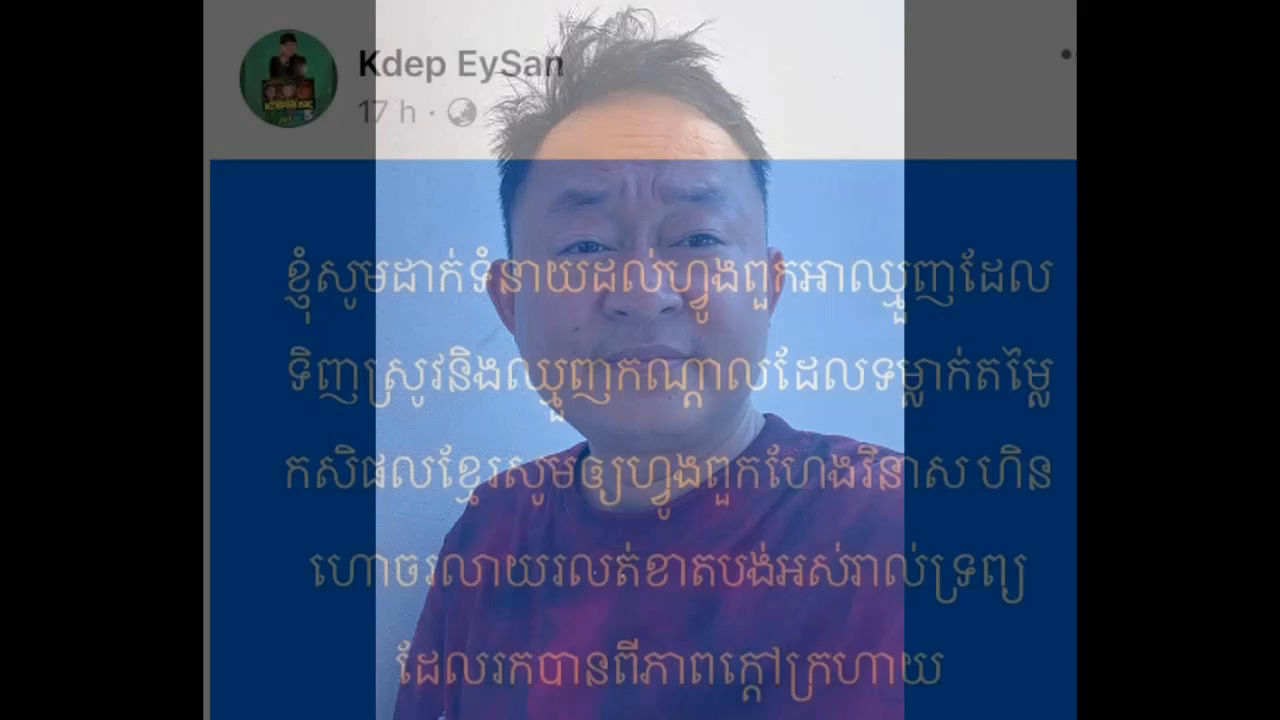 Kdep EySan
17 h ·
ខ្ញុំសូមដាក់ទំនាយដល់ហ្វូងពួកអាឈ្មួញដែល
ទិញស្រូវនិងឈ្មួញកណ្តាលដែលទម្លាក់តម្លៃ
កសិផលខ្មែរសូមឲ្យហ្វូងពួកហែងវិនាស ហិន
ហោចរលាយរលត់ខាតបង់អស់រាល់ទ្រព្យ
ដែលរកបានពីភាពក្តៅក្រហាយ